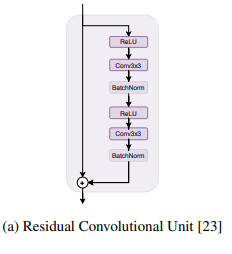 ReLU
Conv3x3
BatchNorm
ReLU
Conv3x3
BatchNorm
+
(a) Residual Convolutional Unit [23]